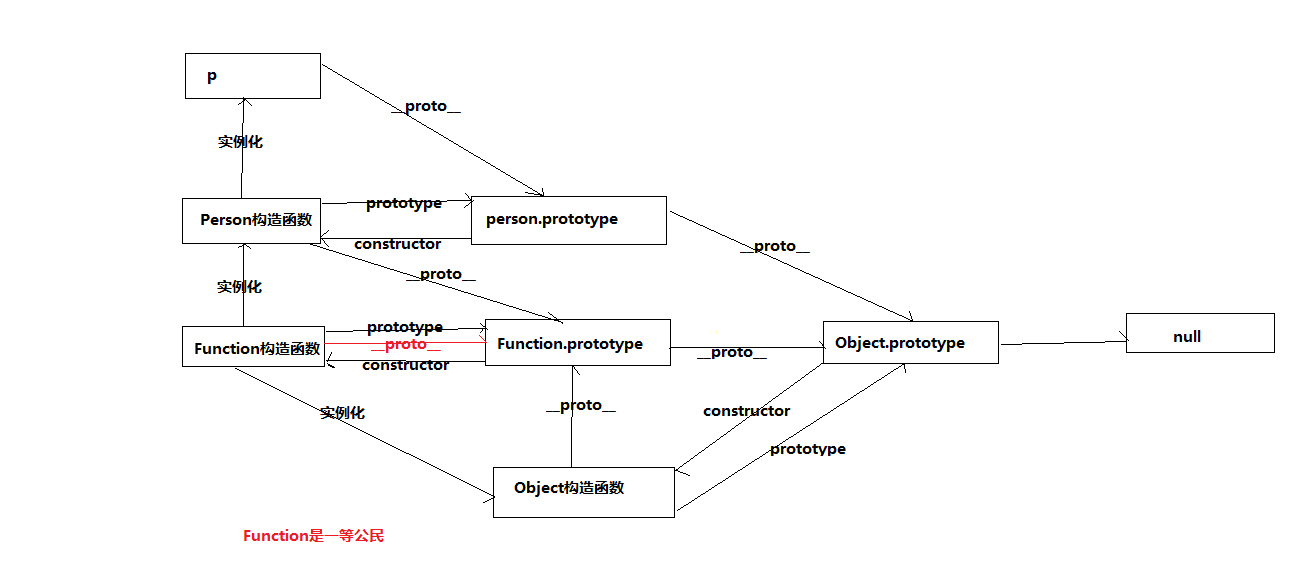 p
__proto__
实例化
Person构造函数
prototype
person.prototype
constructor
__proto__
__proto__
实例化
Function构造函数
prototype
__proto__
constructor
Function.prototype
__proto__
Object.prototype
null
实例化
__proto__
constructor
prototype
Object构造函数
Function是一等公民